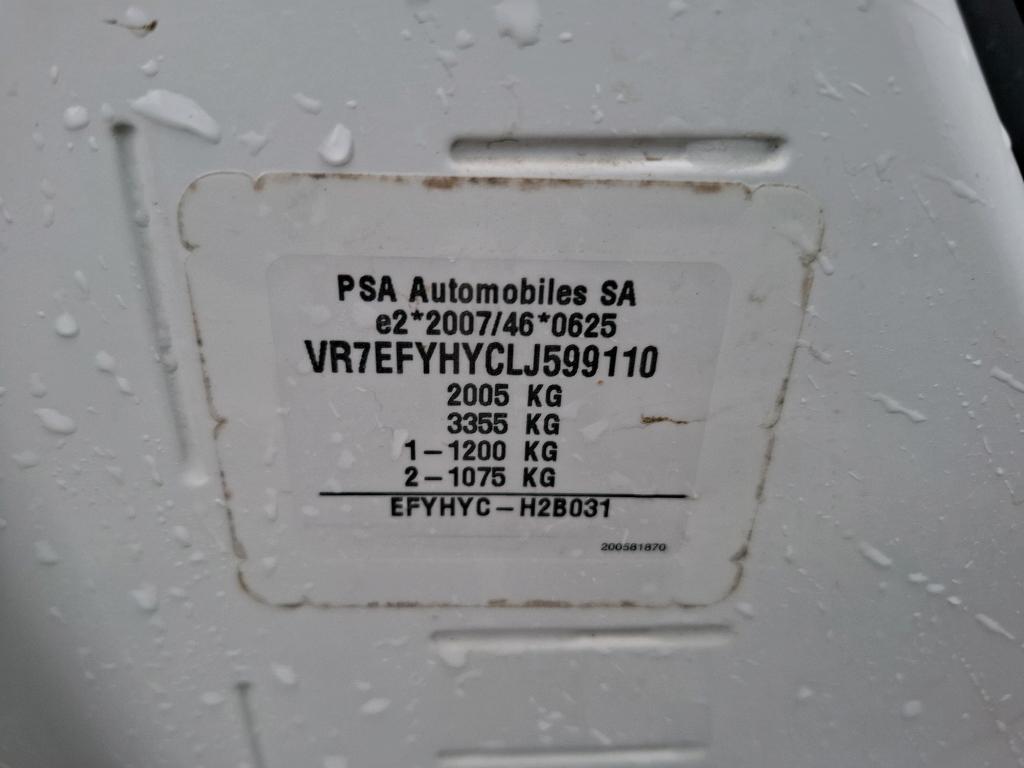 PSA Automobiles SA
e2*2007/46*0625
VR7EFYHYCLJ599110
2005 KG
3355 KG
1-1200 KG
2-1075 KG
EFYHYC-H2B031
200581870